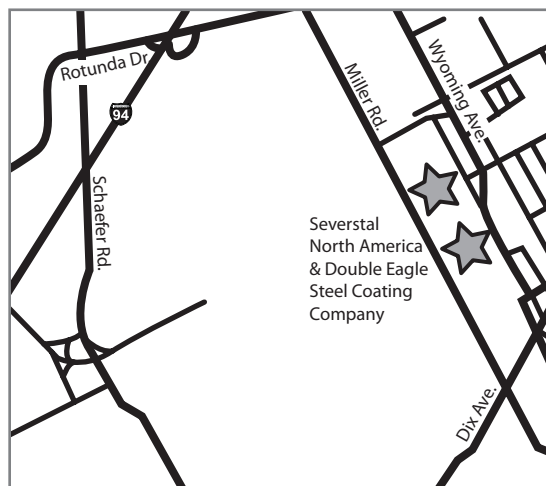 Rotunda Dr.
94
Schaefer Rd.
Miller Rd.
Wyoming Ave.
Severstal
North America
& Double Eagle
Steel Coating
Company
Dix Ave.